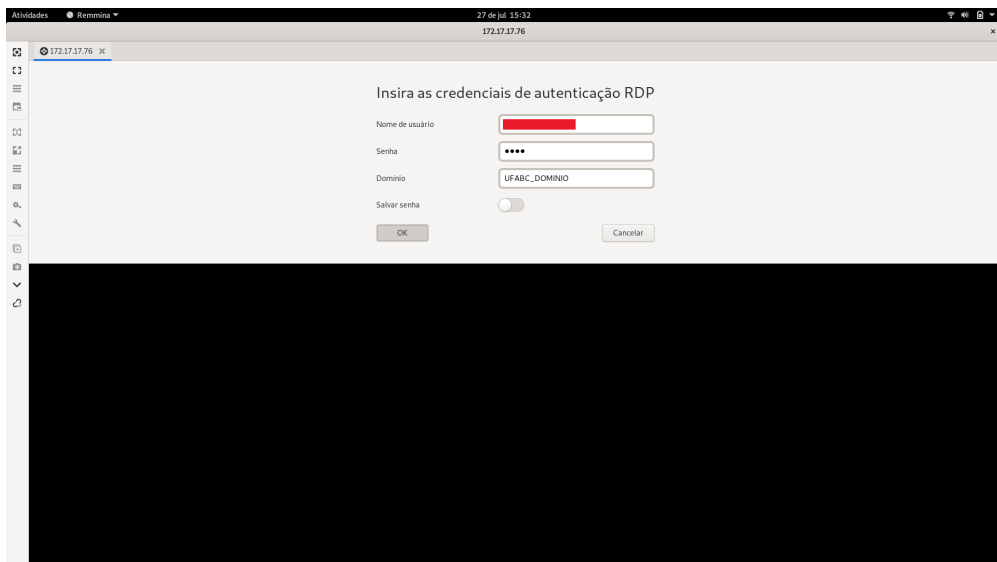 Atividades Remmina 27 de jul 15:32
172.17.17.76
172.17.17.76
Insira as credenciais de autenticação RDP
Nome de usuário
Senha ●●●●
Domínio UFABC_DOMINIO
Salvar senha
OK Cancelar